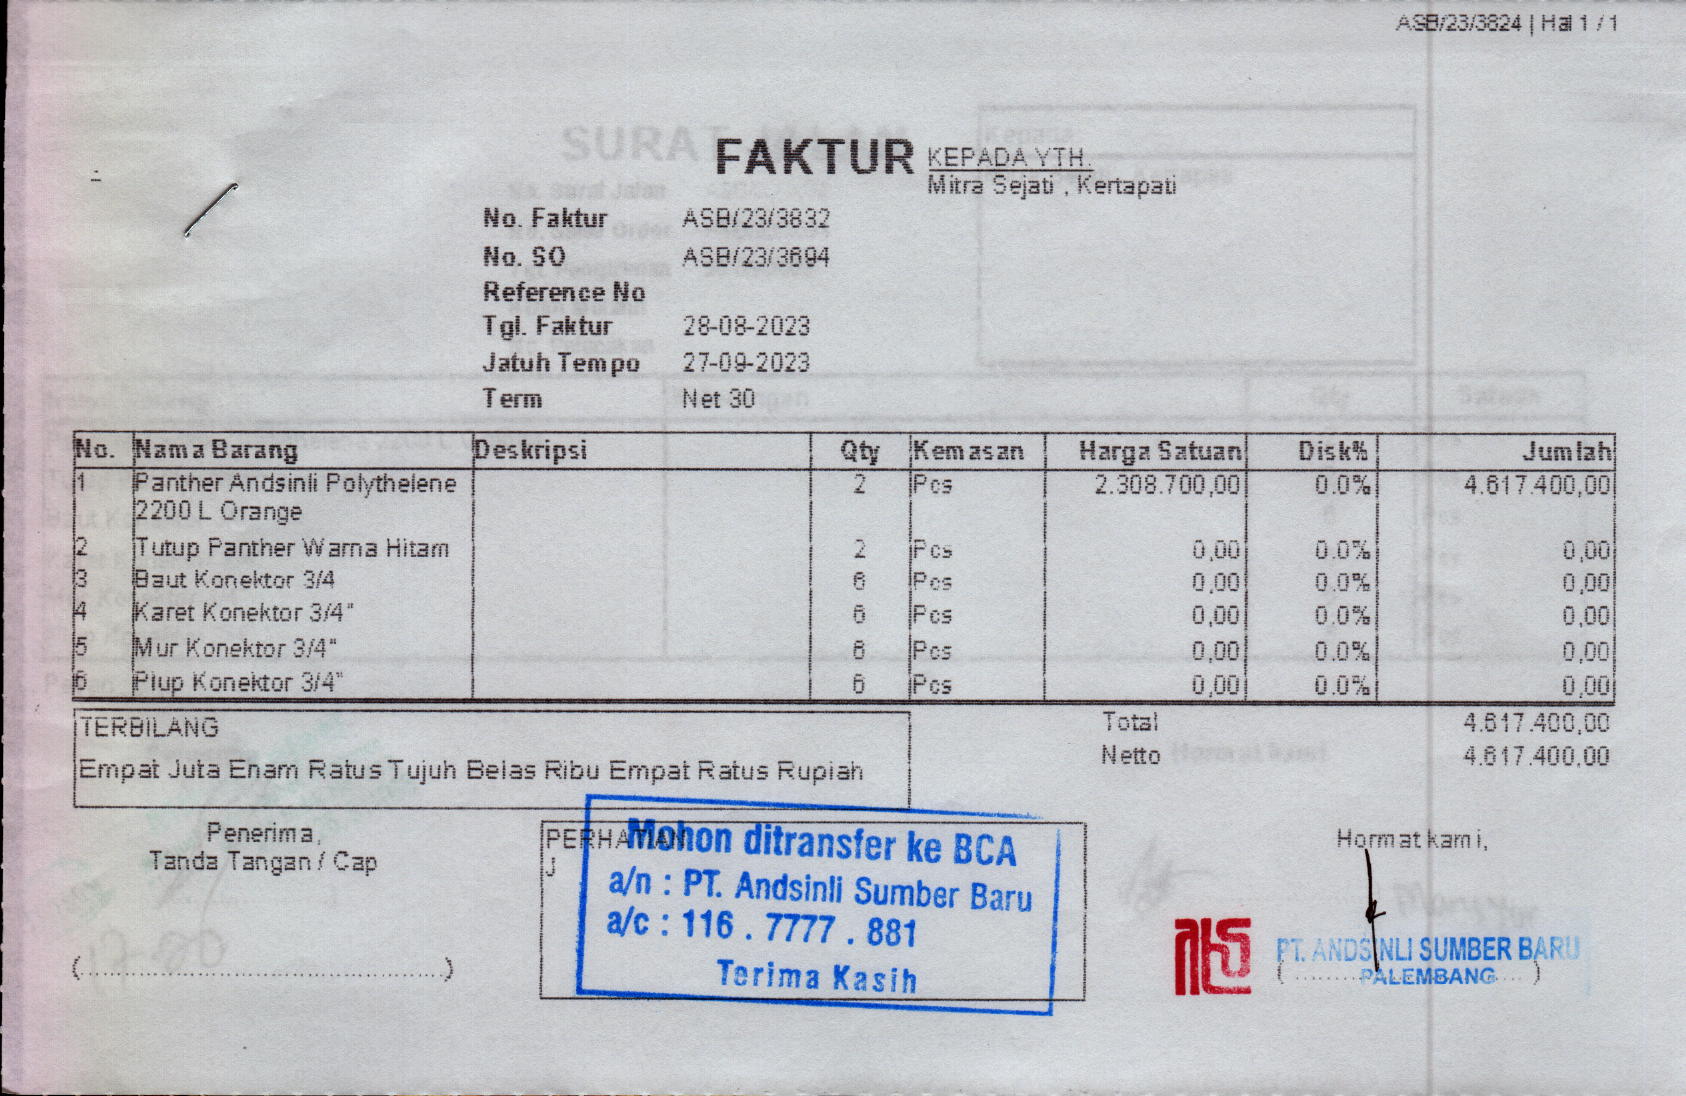 ASB/23/3824 | Hal 1 / 1
FAKTUR
KEPADA YTH.
Mitra Sejati , Kertapati
No. Faktur ASB/23/3832
No. SO ASB/23/3694
Reference No
Tgl. Faktur 28-08-2023
Jatuh Tempo 27-09-2023
Term Net 30
No. Nama Barang Deskripsi Qty Kemasan Harga Satuan Disk% Jumlah
1 Panther Andsinli Polythelene 2 Pcs 2.308.700,00 0.0% 4.617.400,00
2200 L Orange
2 Tutup Panther Warna Hitam 2 Pcs 0,00 0.0% 0,00
3 Baut Konektor 3/4 6 Pcs 0,00 0.0% 0,00
4 Karet Konektor 3/4" 6 Pcs 0,00 0.0% 0,00
5 Mur Konektor 3/4" 6 Pcs 0,00 0.0% 0,00
6 Plup Konektor 3/4" 6 Pcs 0,00 0.0% 0,00
TERBILANG
Empat Juta Enam Ratus Tujuh Belas Ribu Empat Ratus Rupiah
Total 4.617.400,00
Netto 4.617.400,00
Penerima,
Tanda Tangan / Cap
PERHATIAN
J
Mohon ditransfer ke BCA
a/n : PT. Andsinli Sumber Baru
a/c : 116 . 7777 . 881
Terima Kasih
Hormat kami,
PT. ANDSINLI SUMBER BARU
PALEMBANG